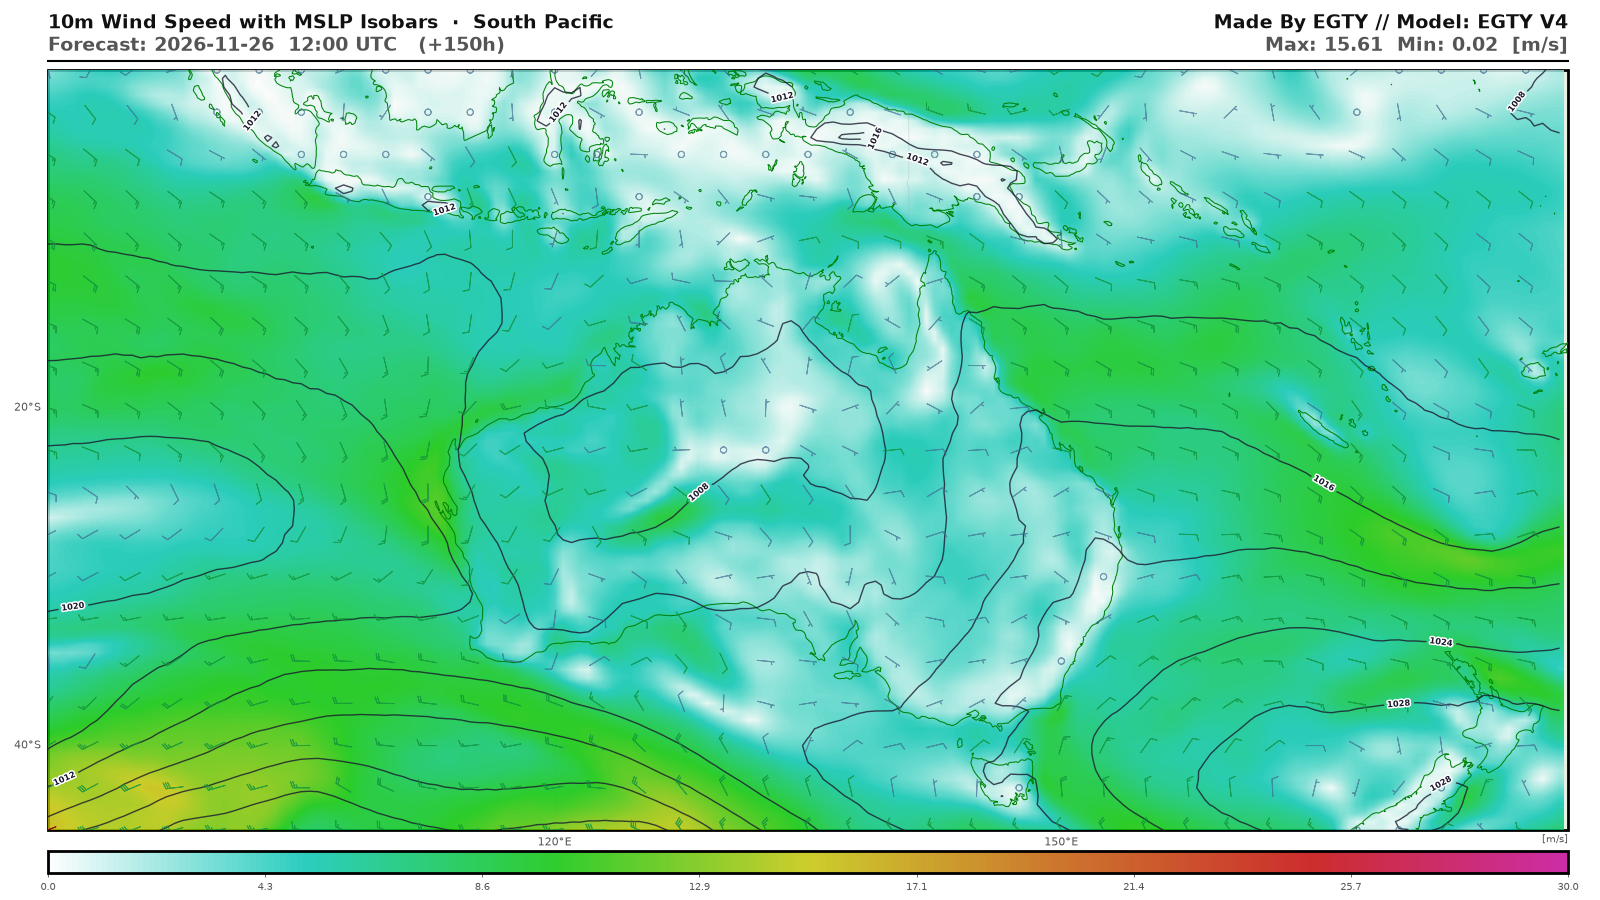 10m Wind Speed with MSLP Isobars · South Pacific
Made By EGTY // Model: EGTY V4
Forecast: 2026-11-26 12:00 UTC (+150h)
Max: 15.61 Min: 0.02 [m/s]
1012
1012
1012
1008
1016
1012
1012
20°S
1008
1016
1020
1024
1028
40°S
1012
1028
120°E
150°E
[m/s]
0.0
4.3
8.6
12.9
17.1
21.4
25.7
30.0